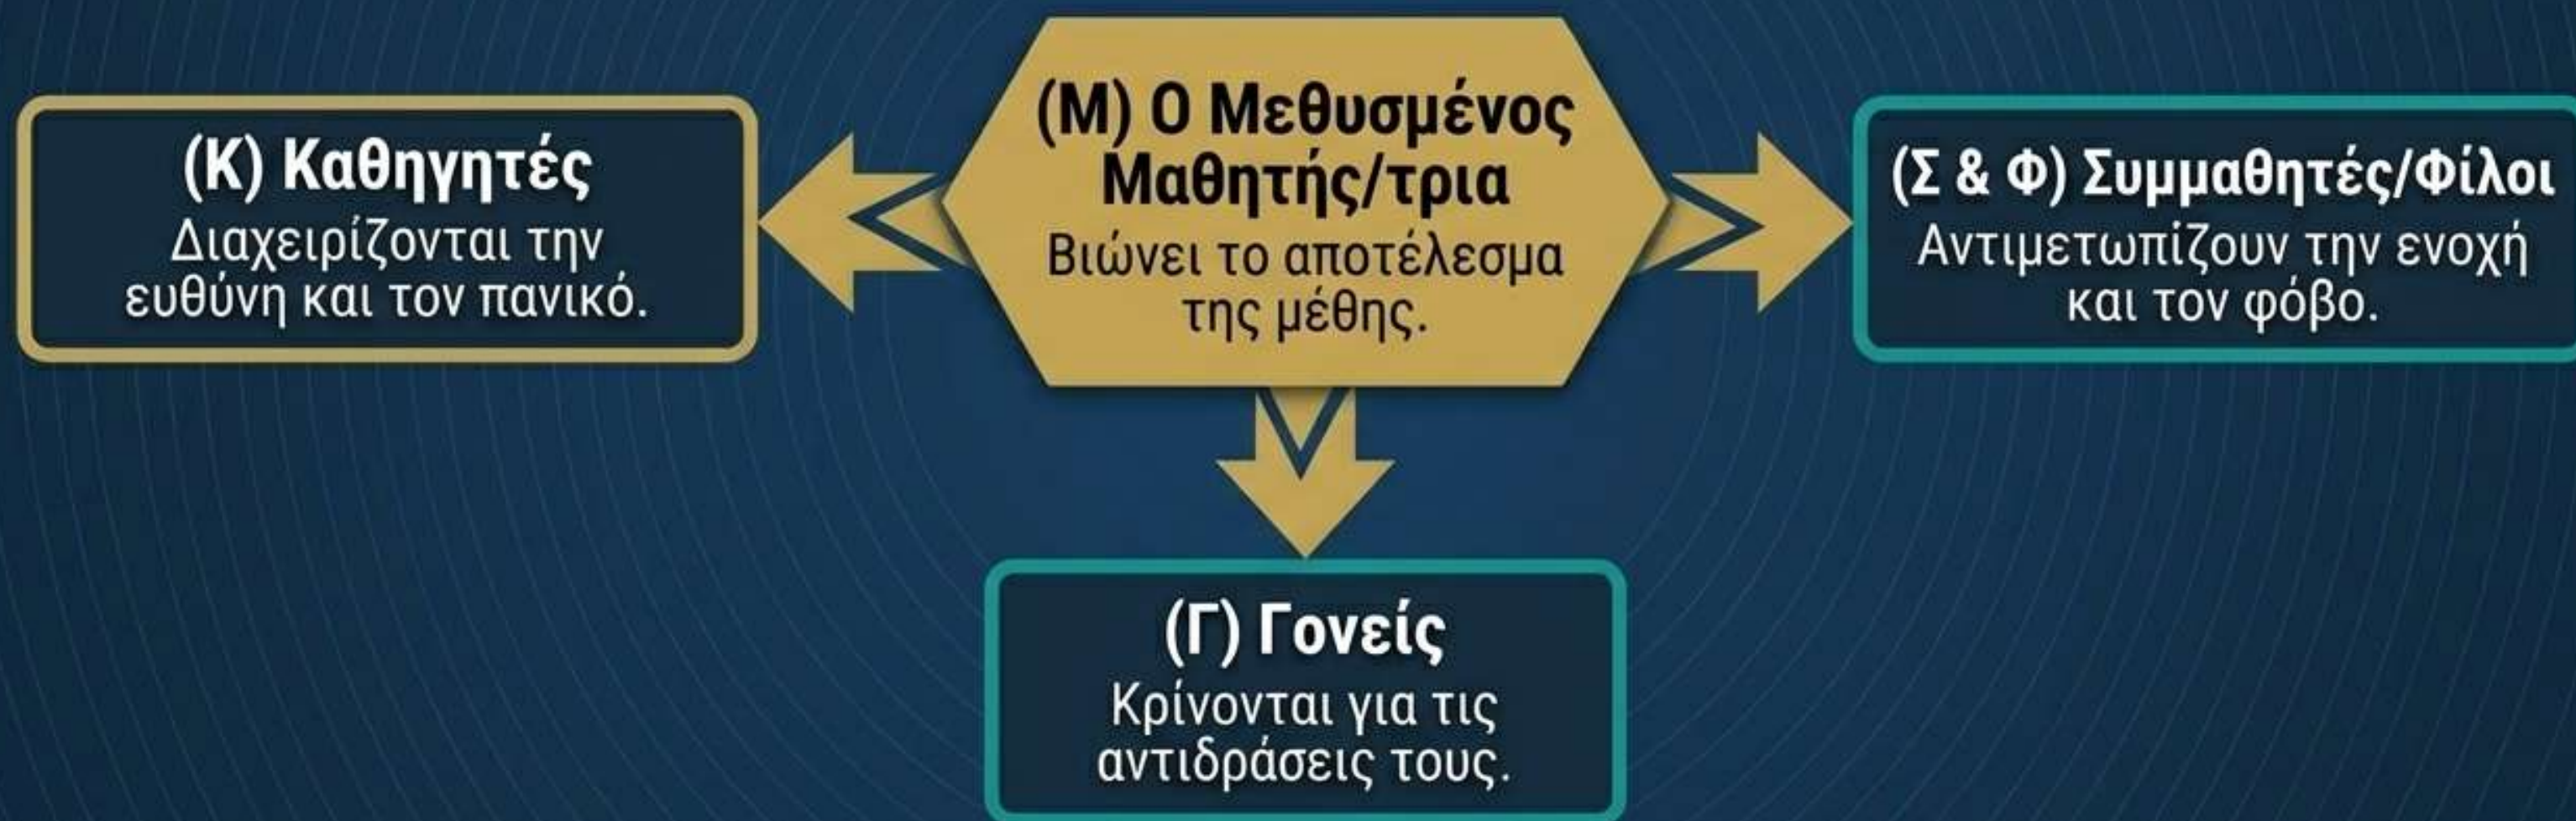 (Κ) Καθηγητές
Διαχειρίζονται την
ευθύνη και τον πανικό.
(Μ) Ο Μεθυσμένος
Μαθητής/τρια
Βιώνει το αποτέλεσμα
της μέθης.
(Σ & Φ) Συμμαθητές/Φίλοι
Αντιμετωπίζουν την ενοχή
και τον φόβο.
(Γ) Γονείς
Κρίνονται για τις
αντιδράσεις τους.